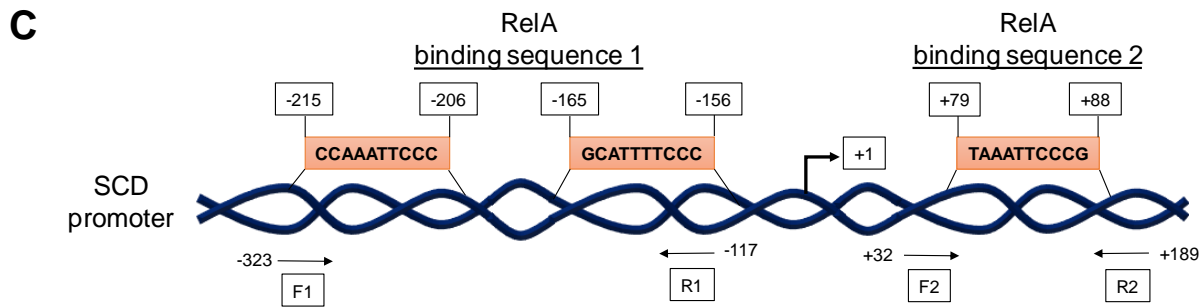 C
RelA
binding sequence 1
RelA
binding sequence 2
-215
-206
-165
-156
+79
+88
CCAAATTCCC
GCATTTTCCC
+1
TAAATTCCCG
SCD
promoter
-323
F1
R1
-117
+32
F2
R2
+189